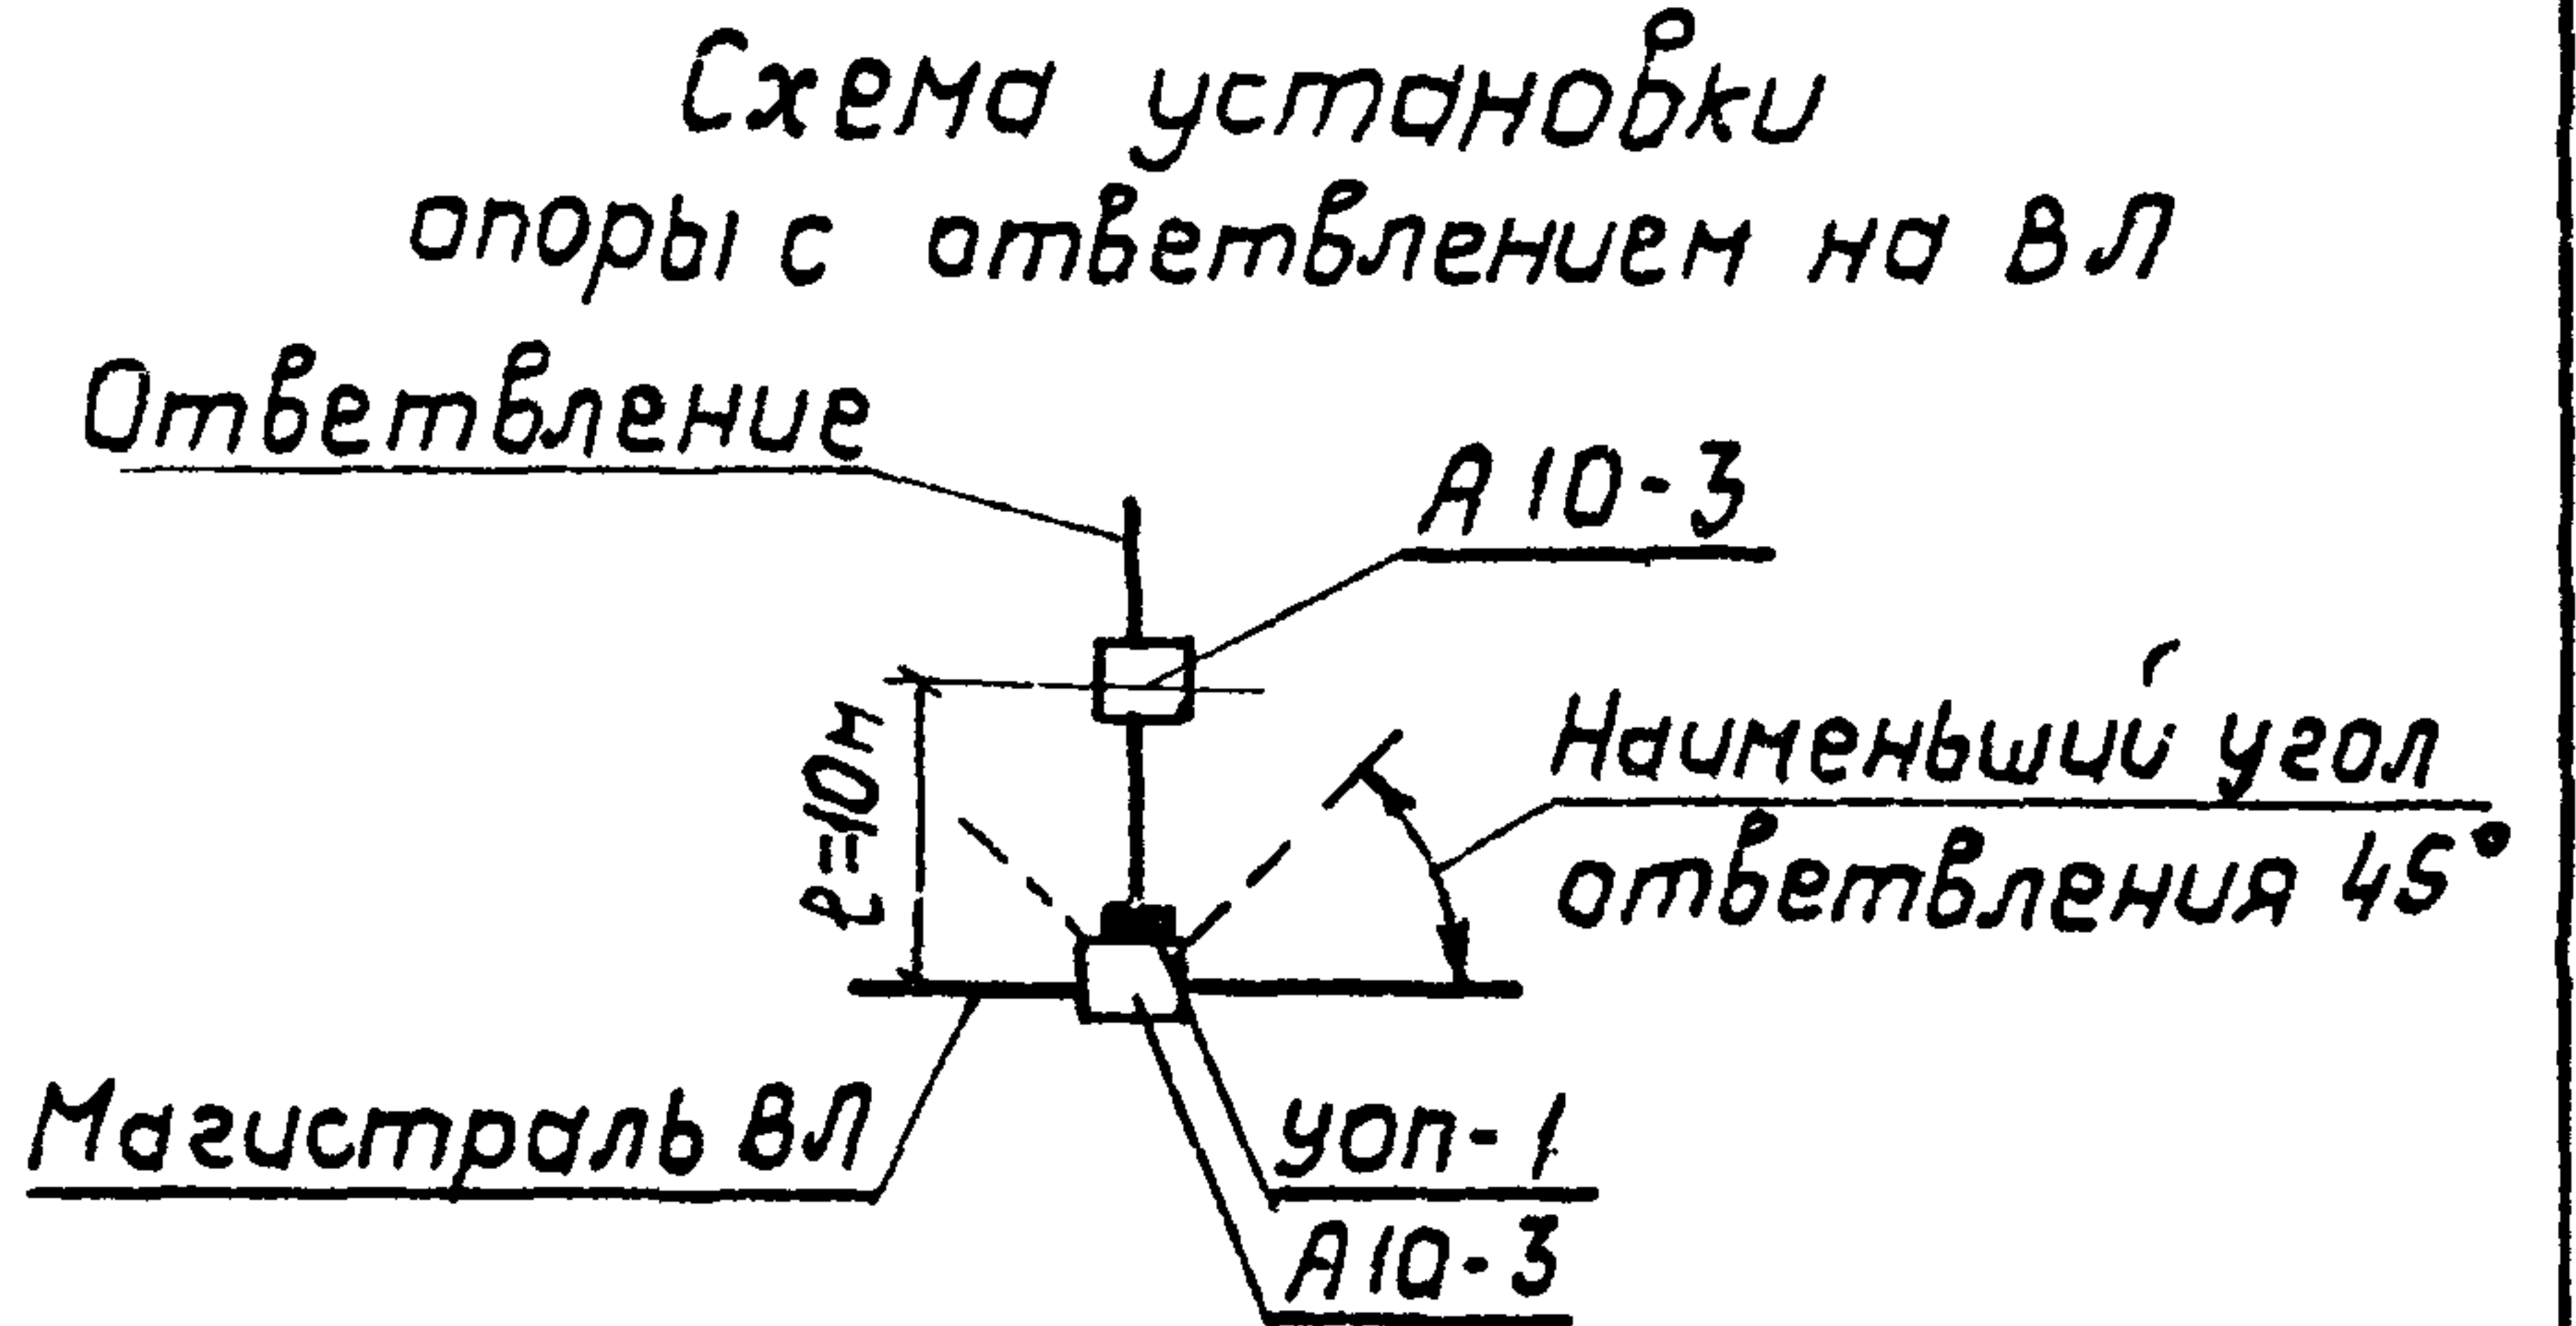 Схема установки
опоры с ответвлением на ВЛ
Ответвление
А10-3
ℓ=10м
Наименьший угол
ответвления 45°
Магистраль ВЛ
УОП-1
А10-3